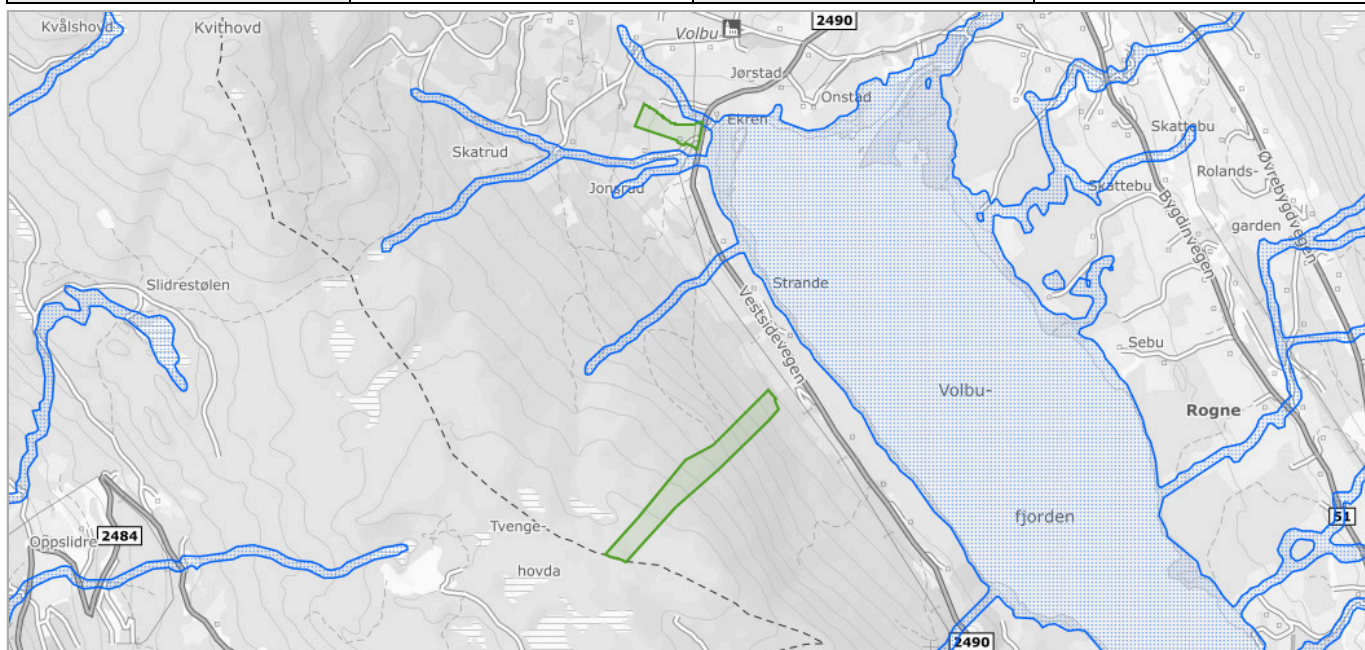 2490
Kvålshovd
Kvithovd
Volbu
Jørstad
Onstad
Ekren
Skattebu
Skatrud
Rolands-
garden
Jonsrud
Skattebu
Øvrebygdvegen
Bygdinvegen
Slidrestølen
Strande
Vestsidevegen
Sebu
Volbu-
fjorden
Rogne
51
Tvenge-
hovda
Oppslidre
2484
2490